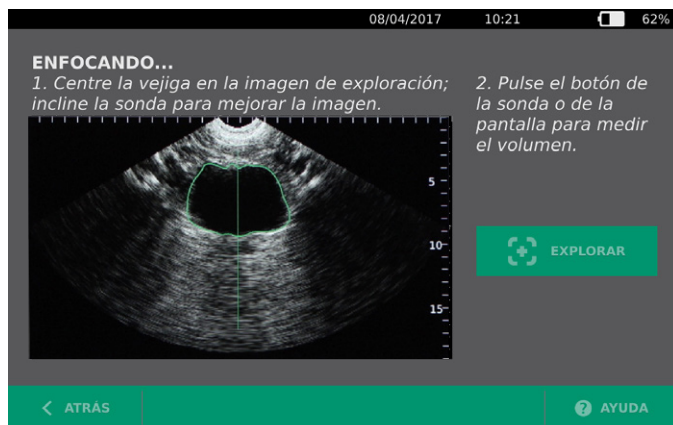 08/04/2017 10:21 62%
ENFOCANDO...
1. Centre la vejiga en la imagen de exploración;
incline la sonda para mejorar la imagen.
2. Pulse el botón de
la sonda o de la
pantalla para medir
el volumen.
5
10
15
EXPLORAR
ATRÁS
AYUDA